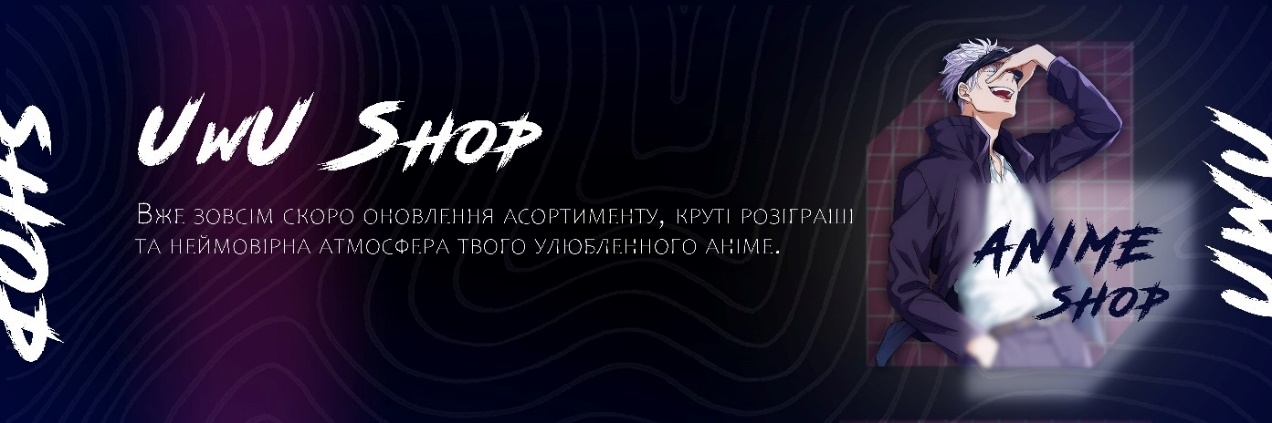 SHOP
UWU SHOP
ВЖЕ ЗОВСІМ СКОРО ОНОВЛЕННЯ АСОРТИМЕНТУ, КРУТІ РОЗІГРАШІ
ТА НЕЙМОВІРНА АТМОСФЕРА ТВОГО УЛЮБЛЕННОГО АНІМЕ.
ANIME
SHOP
UWU